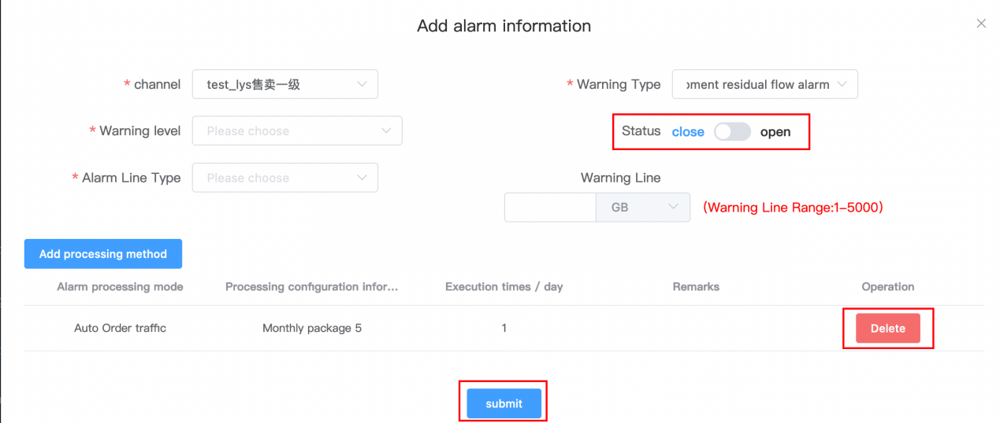 Add alarm information
* channel test_lys售卖一级 * Warning Type
residual flow alarm
* Warning level Please choose Status close open
* Alarm Line Type Please choose Warning Line
GB (Warning Line Range:1-5000)
Add processing method
Alarm processing mode Processing configuration infor... Execution times / day Remarks Operation
Auto Order traffic Monthly package 5 1 Delete
submit